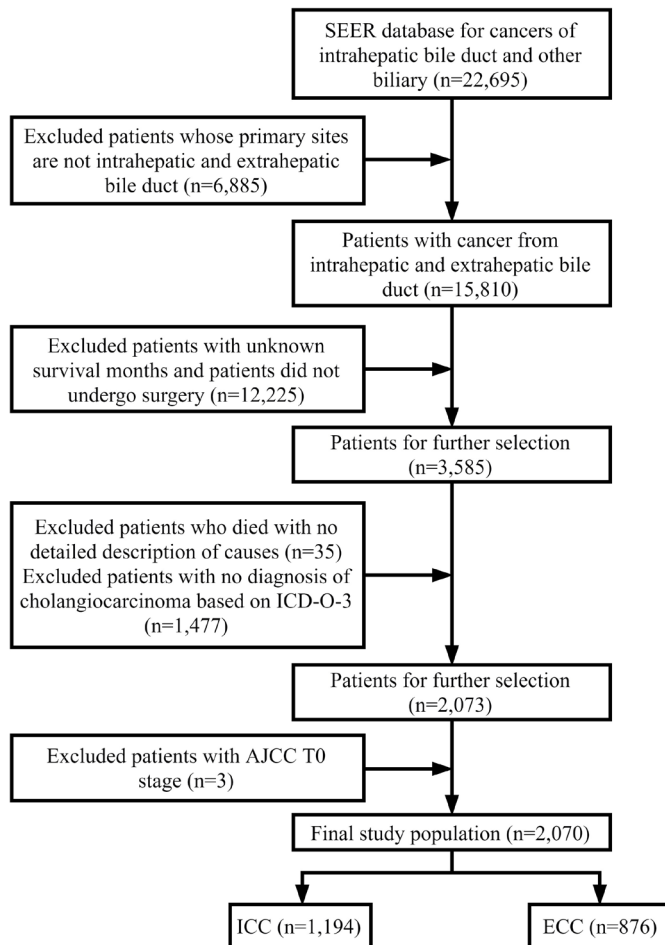 SEER database for cancers of
intrahepatic bile duct and other
biliary (n=22,695)
Excluded patients whose primary sites
are not intrahepatic and extrahepatic
bile duct (n=6,885)
Patients with cancer from
intrahepatic and extrahepatic bile
duct (n=15,810)
Excluded patients with unknown
survival months and patients did not
undergo surgery (n=12,225)
Patients for further selection
(n=3,585)
Excluded patients who died with no
detailed description of causes (n=35)
Excluded patients with no diagnosis of
cholangiocarcinoma based on ICD-O-3
(n=1,477)
Patients for further selection
(n=2,073)
Excluded patients with AJCC T0
stage (n=3)
Final study population (n=2,070)
ICC (n=1,194)
ECC (n=876)